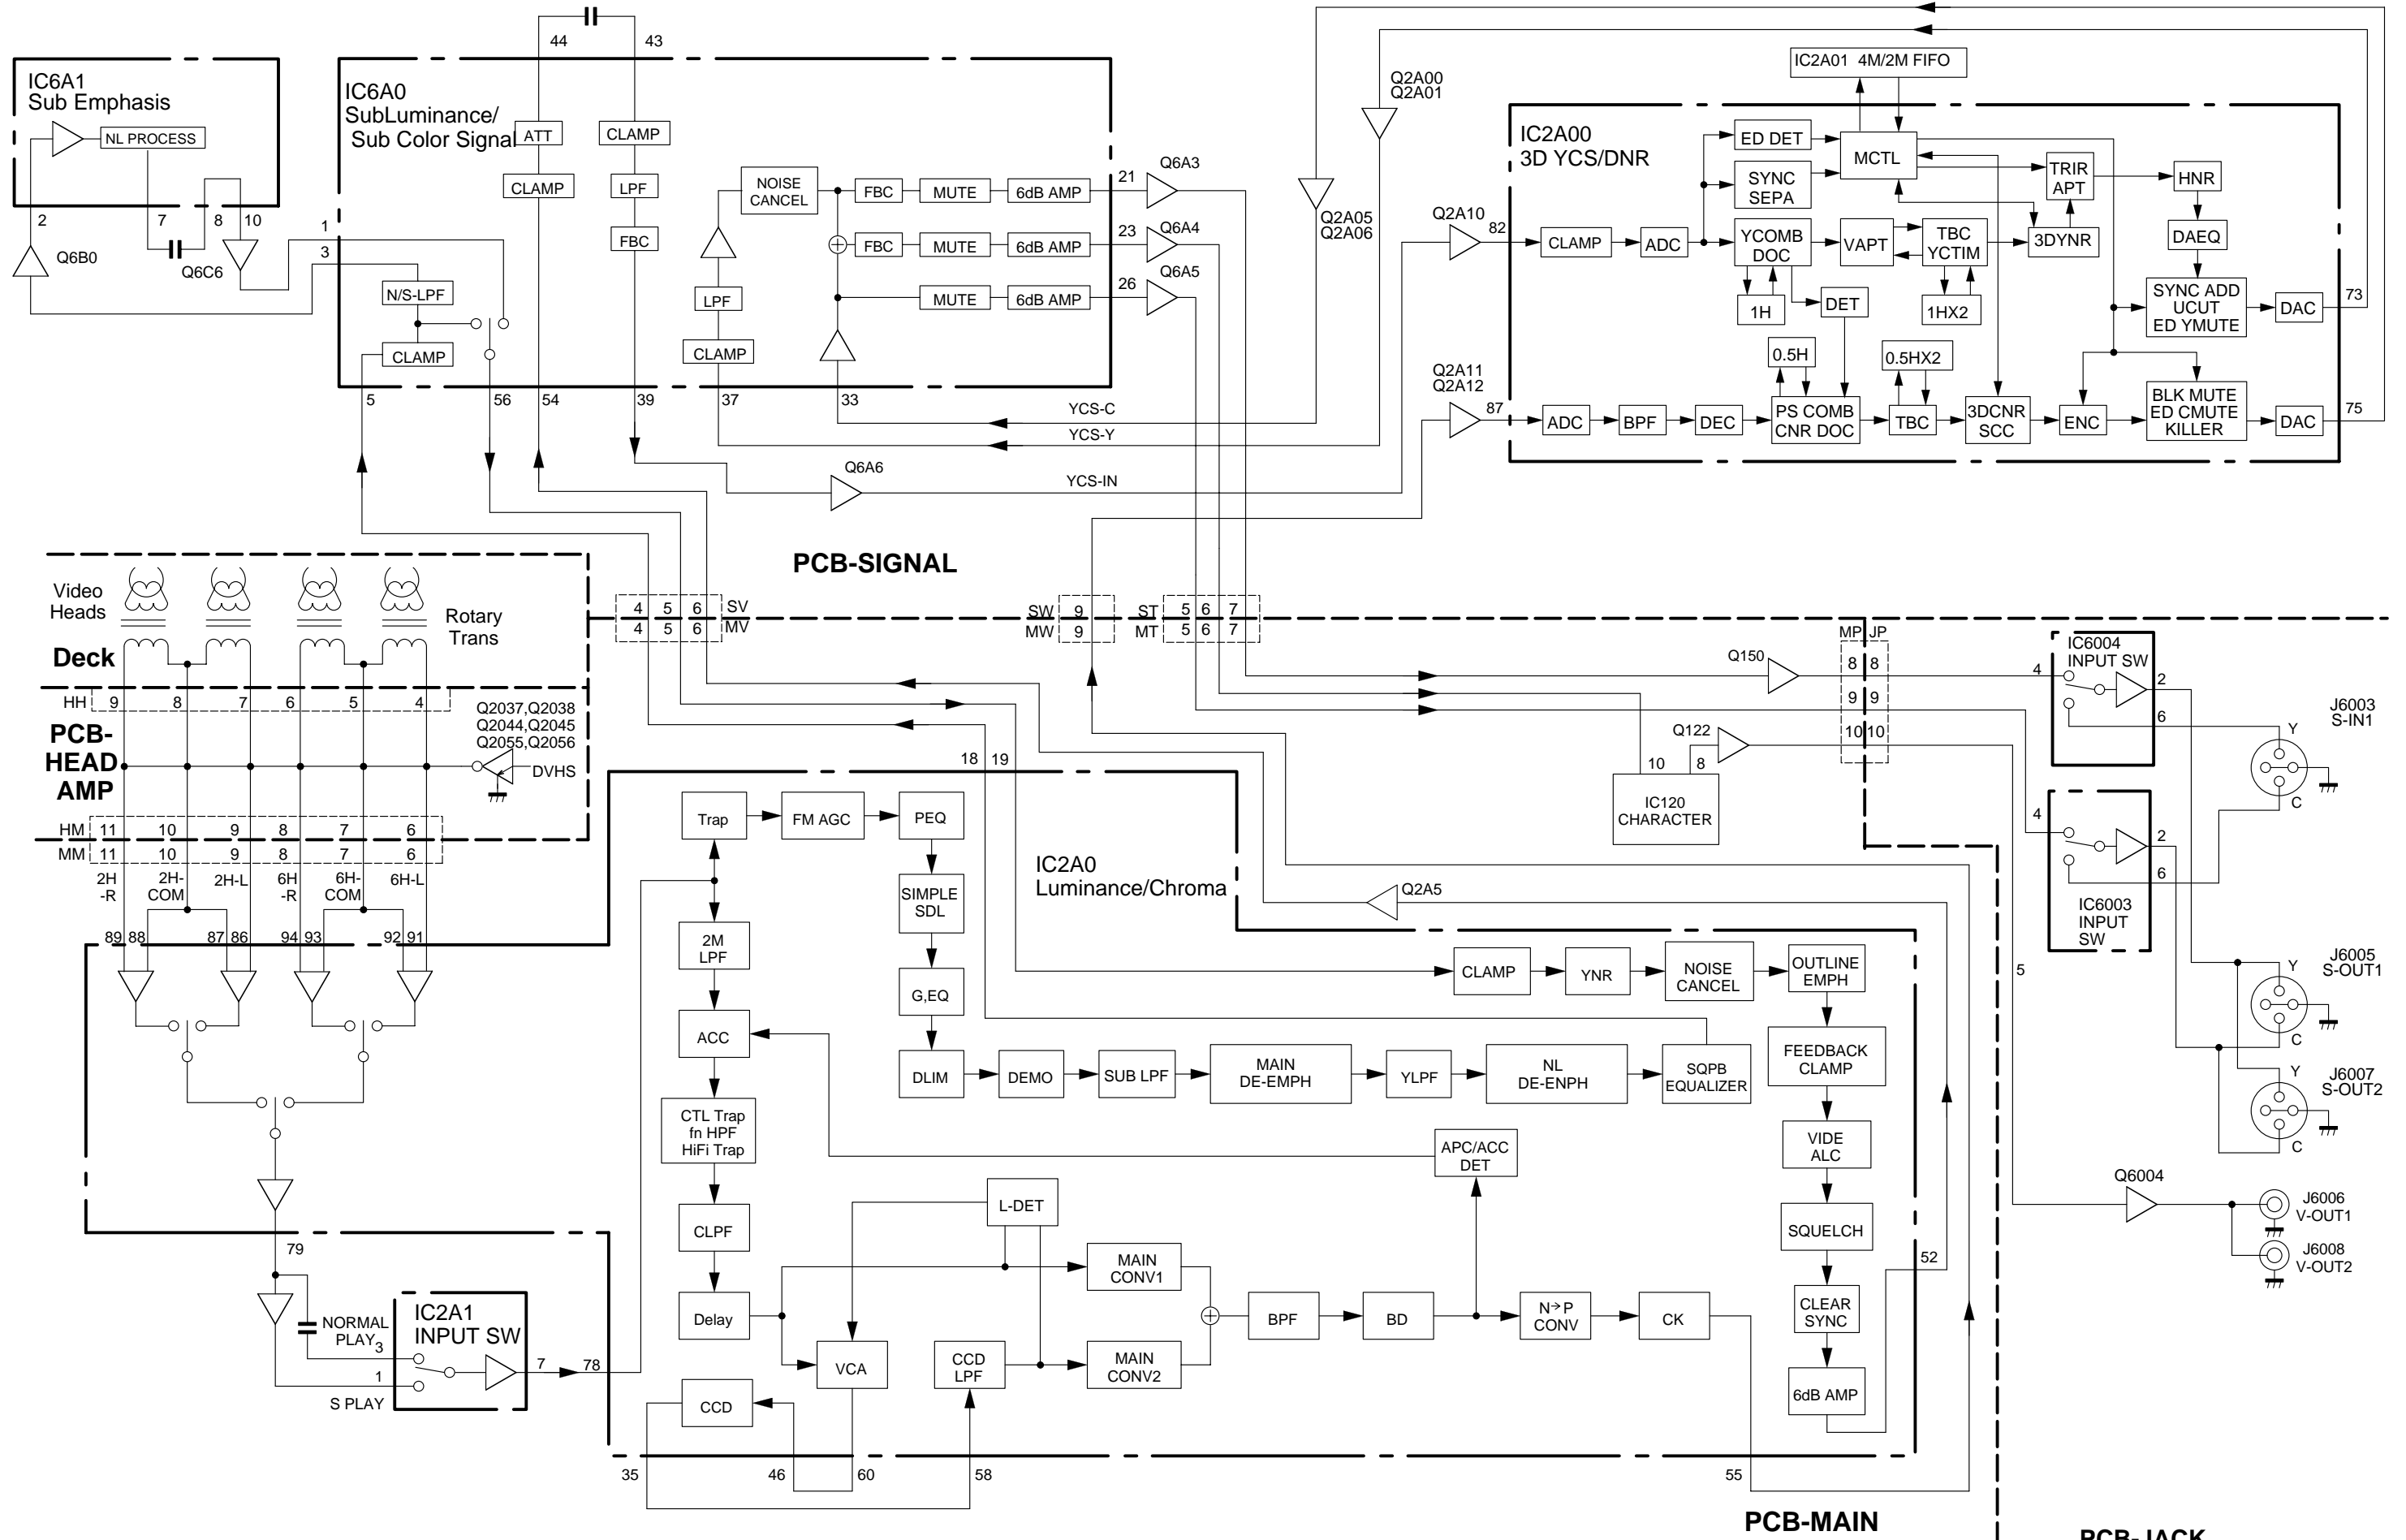 44
43
IC6A1
Sub Emphasis
NL PROCESS
2
7
8
10
Q6B0
Q6C6
1
3
IC6A0
SubLuminance/
Sub Color Signal
ATT
CLAMP
CLAMP
LPF
FBC
N/S-LPF
CLAMP
NOISE
CANCEL
LPF
CLAMP
FBC
MUTE
6dB AMP
FBC
MUTE
6dB AMP
MUTE
6dB AMP
21
Q6A3
23
Q6A4
26
Q6A5
5
56
54
39
37
33
YCS-C
YCS-Y
Q6A6
YCS-IN
Q2A00
Q2A01
Q2A05
Q2A06
Q2A10
82
Q2A11
Q2A12
87
IC2A01 4M/2M FIFO
IC2A00
3D YCS/DNR
ED DET
MCTL
SYNC
SEPA
TRIR
APT
HNR
CLAMP
ADC
YCOMB
DOC
VAPT
TBC
YCTIM
3DYNR
DAEQ
1H
DET
1HX2
SYNC ADD
UCUT
ED YMUTE
DAC
73
0.5H
0.5HX2
ADC
BPF
DEC
PS COMB
CNR DOC
TBC
3DCNR
SCC
ENC
BLK MUTE
ED CMUTE
KILLER
DAC
75
PCB-SIGNAL
Video
Heads
Rotary
Trans
Deck
HH
9
8
7
6
5
4
PCB-
HEAD
AMP
Q2037,Q2038
Q2044,Q2045
Q2055,Q2056
DVHS
HM
11
10
9
8
7
6
MM
11
10
9
8
7
6
2H
-R
2H-
COM
2H-L
6H
-R
6H-
COM
6H-L
89
88
87
86
94
93
92
91
4
5
6
SV
4
5
6
MV
SW
9
MW
9
ST
5
6
7
MT
5
6
7
Q150
MP
JP
8
8
9
9
10
10
Q122
10
8
IC120
CHARACTER
IC6004
INPUT SW
4
2
6
J6003
S-IN1
Y
C
4
2
6
IC6003
INPUT
SW
J6005
S-OUT1
Y
C
J6007
S-OUT2
Y
C
5
Q6004
J6006
V-OUT1
J6008
V-OUT2
18
19
IC2A0
Luminance/Chroma
Q2A5
Trap
FM AGC
PEQ
SIMPLE
SDL
2M
LPF
G,EQ
ACC
DLIM
DEMO
SUB LPF
MAIN
DE-EMPH
YLPF
NL
DE-ENPH
SQPB
EQUALIZER
CLAMP
YNR
NOISE
CANCEL
OUTLINE
EMPH
FEEDBACK
CLAMP
VIDE
ALC
SQUELCH
CLEAR
SYNC
6dB AMP
52
CTL Trap
fn HPF
HiFi Trap
CLPF
Delay
APC/ACC
DET
L-DET
MAIN
CONV1
VCA
CCD
LPF
MAIN
CONV2
BPF
BD
N→P
CONV
CK
CCD
79
NORMAL
PLAY
3
1
S PLAY
IC2A1
INPUT SW
7
78
35
46
60
58
55
PCB-MAIN
PCB-JACK